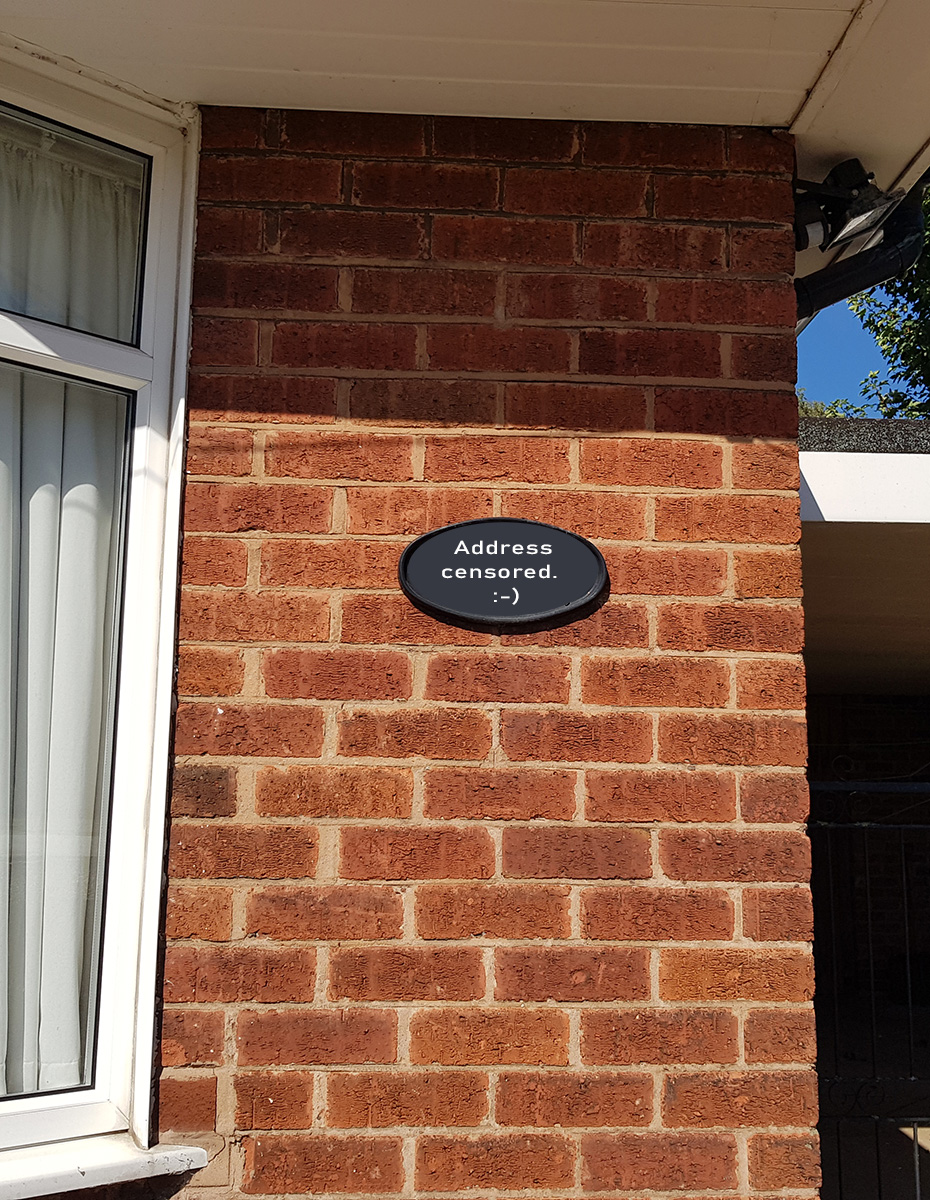 Address
censored.
:-)